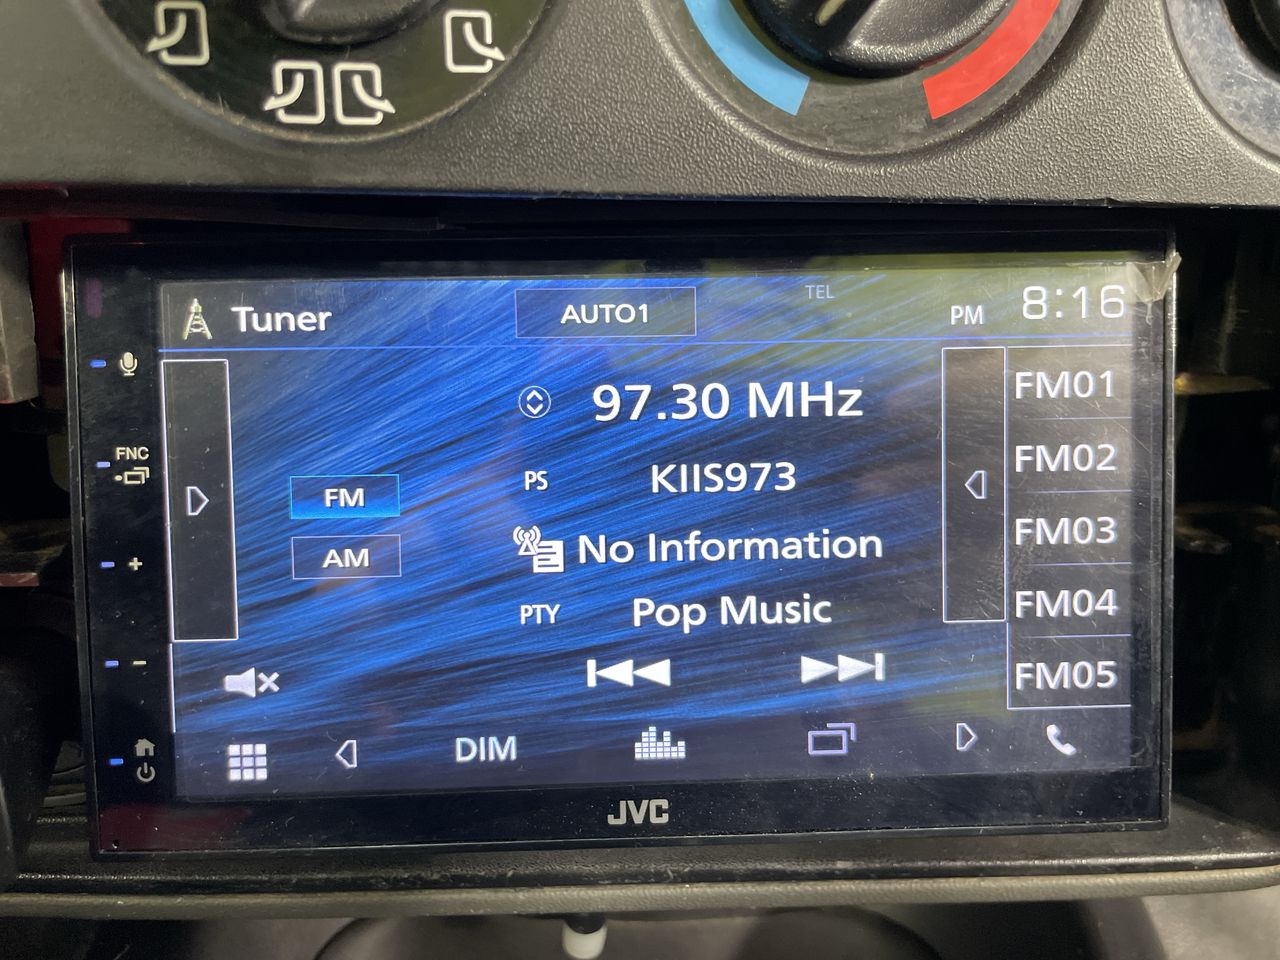 Tuner
AUTO1
TEL
PM 8:16
97.30 MHz
FM01
PS KIIS973
FM02
FNC
FM
No Information
FM03
AM
PTY Pop Music
FM04
FM05
DIM
JVC